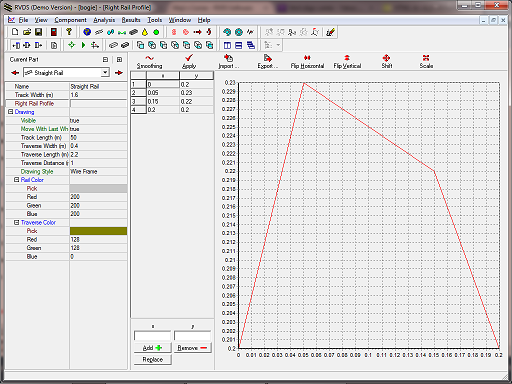 RVDS (Demo Version) - [bogie] - [Right Rail Profile]
File View Component Analysis Results Tools Window Help
Current Part
Straight Rail
Name Straight Rail
Track Width (m) 1.6
Right Rail Profile
Drawing
Visible true
Move With Last Wh true
Track Length (m) 50
Traverse Width (m) 0.4
Traverse Length (m) 2.2
Traverse Distance ( 1
Drawing Style Wire Frame
Rail Color
Pick
Red 200
Green 200
Blue 200
Traverse Color
Pick
Red 128
Green 128
Blue 0
Smoothing Apply Import ... Export ... Flip Horizontal Flip Vertical Shift Scale
x y
1 0 0.2
2 0.05 0.23
3 0.15 0.22
4 0.2 0.2
x y
Add Remove
Replace
0.23
0.229
0.228
0.227
0.226
0.225
0.224
0.223
0.222
0.221
0.22
0.219
0.218
0.217
0.216
0.215
0.214
0.213
0.212
0.211
0.21
0.209
0.208
0.207
0.206
0.205
0.204
0.203
0.202
0.201
0.2
0 0.01 0.02 0.03 0.04 0.05 0.06 0.07 0.08 0.09 0.1 0.11 0.12 0.13 0.14 0.15 0.16 0.17 0.18 0.19 0.2